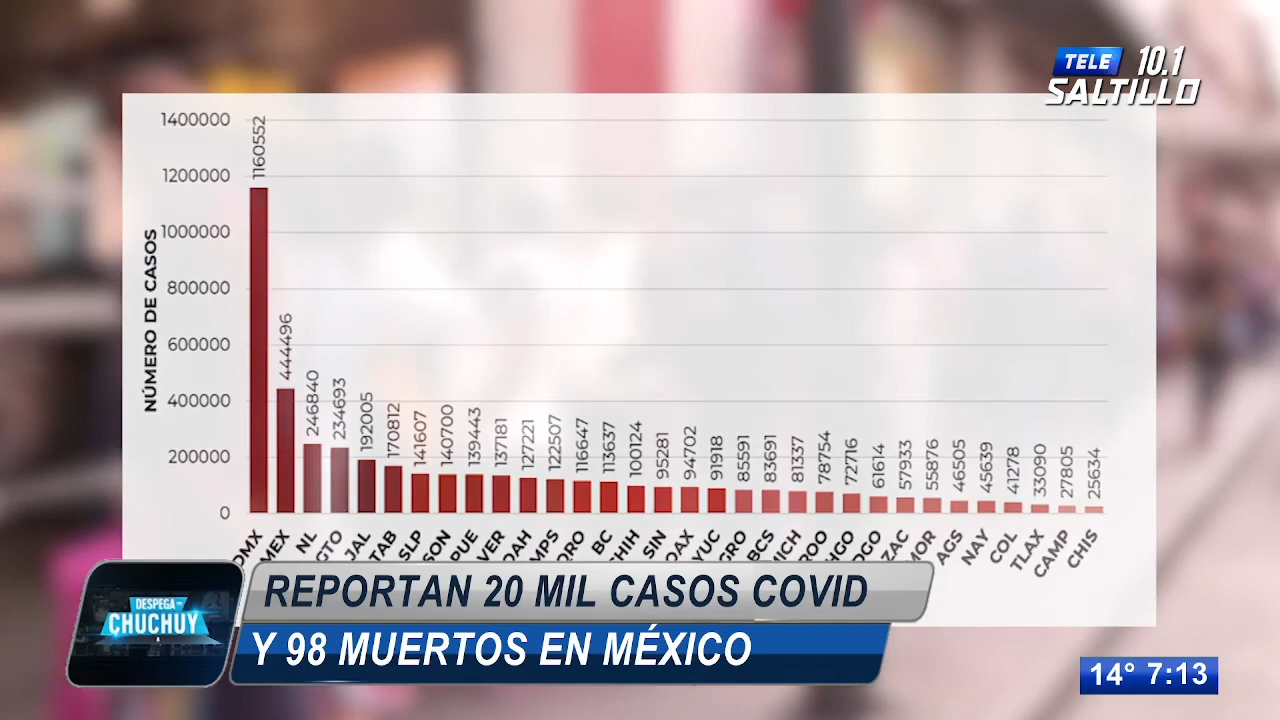 TELE 10.1
SALTILLO
NÚMERO DE CASOS
1400000
1200000
1000000
800000
600000
400000
200000
0
1160552
444496
246840
234693
192005
170812
141607
140700
139443
137181
127221
122507
116647
113637
100124
95281
94702
91918
85591
83691
81337
78754
72716
61614
57933
55876
46505
45639
41278
33090
27805
25634
NL
GTO
JAL
TAB
SLP
SON
PUE
VER
BC
SIN
YUC
GRO
BCS
ZAC
AGS
NAY
COL
TLAX
CAMP
CHIS
DESPEGA
CHUCHUY
REPORTAN 20 MIL CASOS COVID
Y 98 MUERTOS EN MÉXICO
14° 7:13